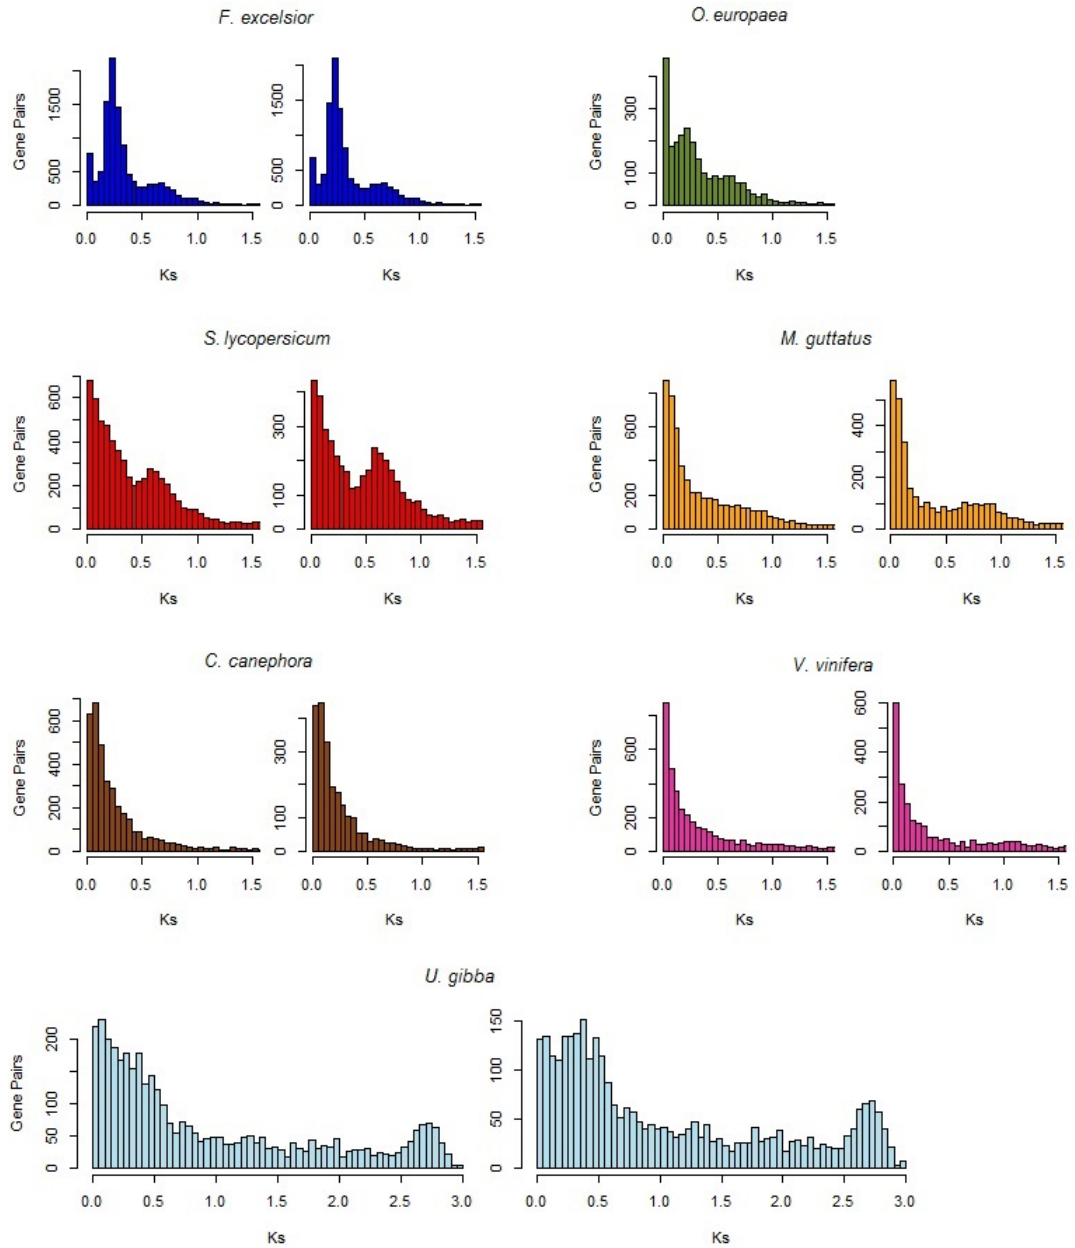 F. excelsior
O. europaea
Gene Pairs
0 500 1500
0.0 0.5 1.0 1.5
Ks
0 500 1500
0.0 0.5 1.0 1.5
Ks
Gene Pairs
0 100 300
0.0 0.5 1.0 1.5
Ks
S. lycopersicum
M. guttatus
Gene Pairs
0 200 400 600
0.0 0.5 1.0 1.5
Ks
0 100 300
0.0 0.5 1.0 1.5
Ks
Gene Pairs
0 200 600
0.0 0.5 1.0 1.5
Ks
0 200 400
0.0 0.5 1.0 1.5
Ks
C. canephora
V. vinifera
Gene Pairs
0 200 400 600
0.0 0.5 1.0 1.5
Ks
0 100 300
0.0 0.5 1.0 1.5
Ks
Gene Pairs
0 200 600
0.0 0.5 1.0 1.5
Ks
0 200 400 600
0.0 0.5 1.0 1.5
Ks
U. gibba
Gene Pairs
0 50 100 200
0.0 0.5 1.0 1.5 2.0 2.5 3.0
Ks
0 50 100 150
0.0 0.5 1.0 1.5 2.0 2.5 3.0
Ks